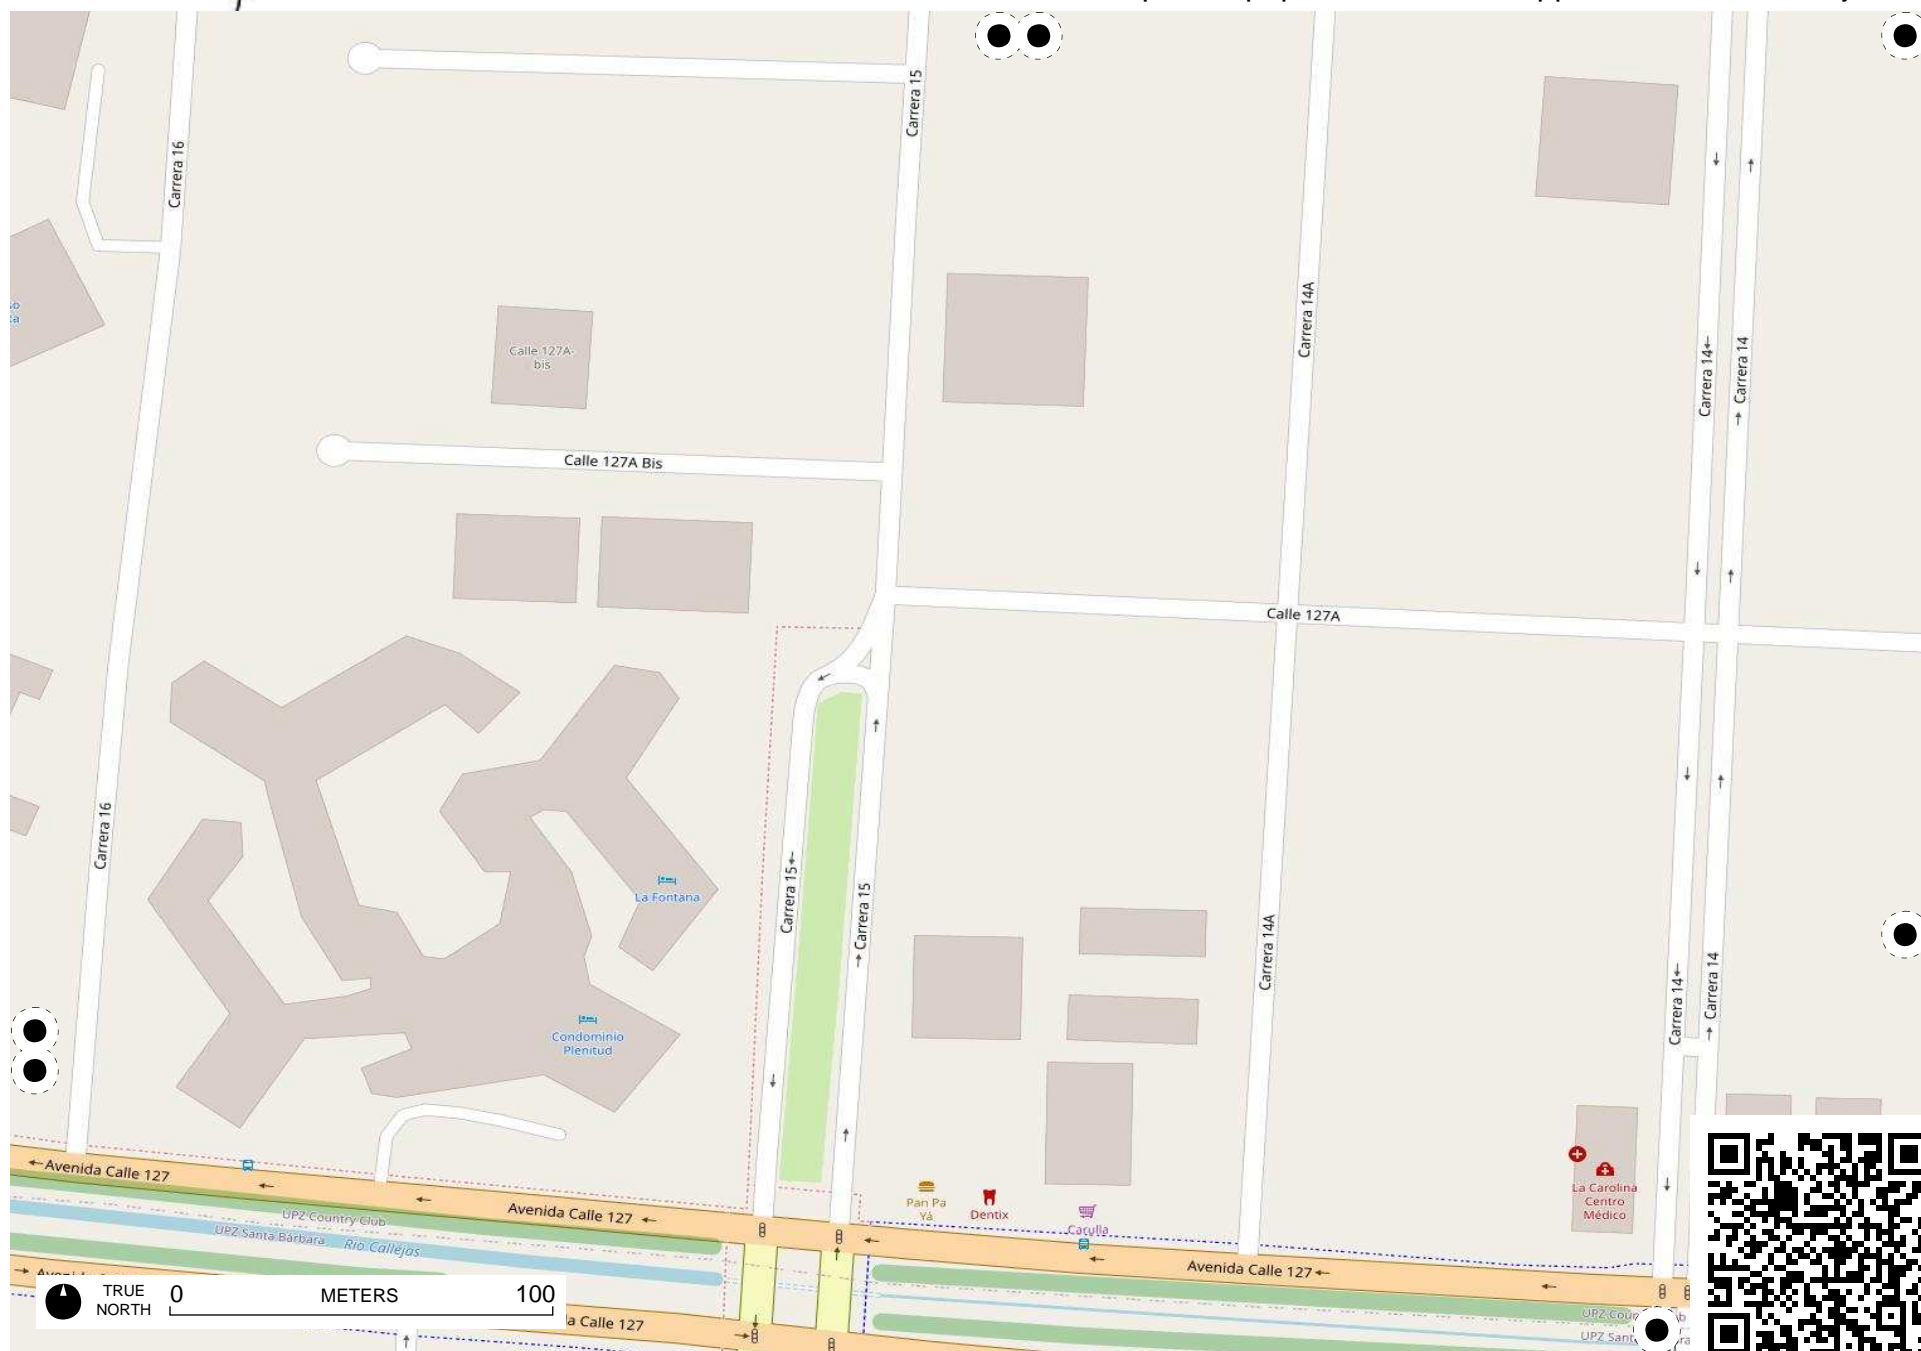 Carrera 15
Carrera 16
Carrera 14A
Calle 127A-
bis
Carrera 14
Carrera 14
Calle 127A Bis
Calle 127A
Carrera 16
Carrera 15
Carrera 15
La Fontana
Carrera 14A
Carrera 14
Carrera 14
Condominio
Plenitud
Avenida Calle 127
La Carolina
Centro
Médico
Pan Pa
Yá
Dentix
Carulla
Avenida Calle 127
UPZ Country Club
UPZ Santa Bárbara
Río Callejas
Avenida Calle 127
TRUE
NORTH
0
METERS
100
a Calle 127
UPZ
UPZ